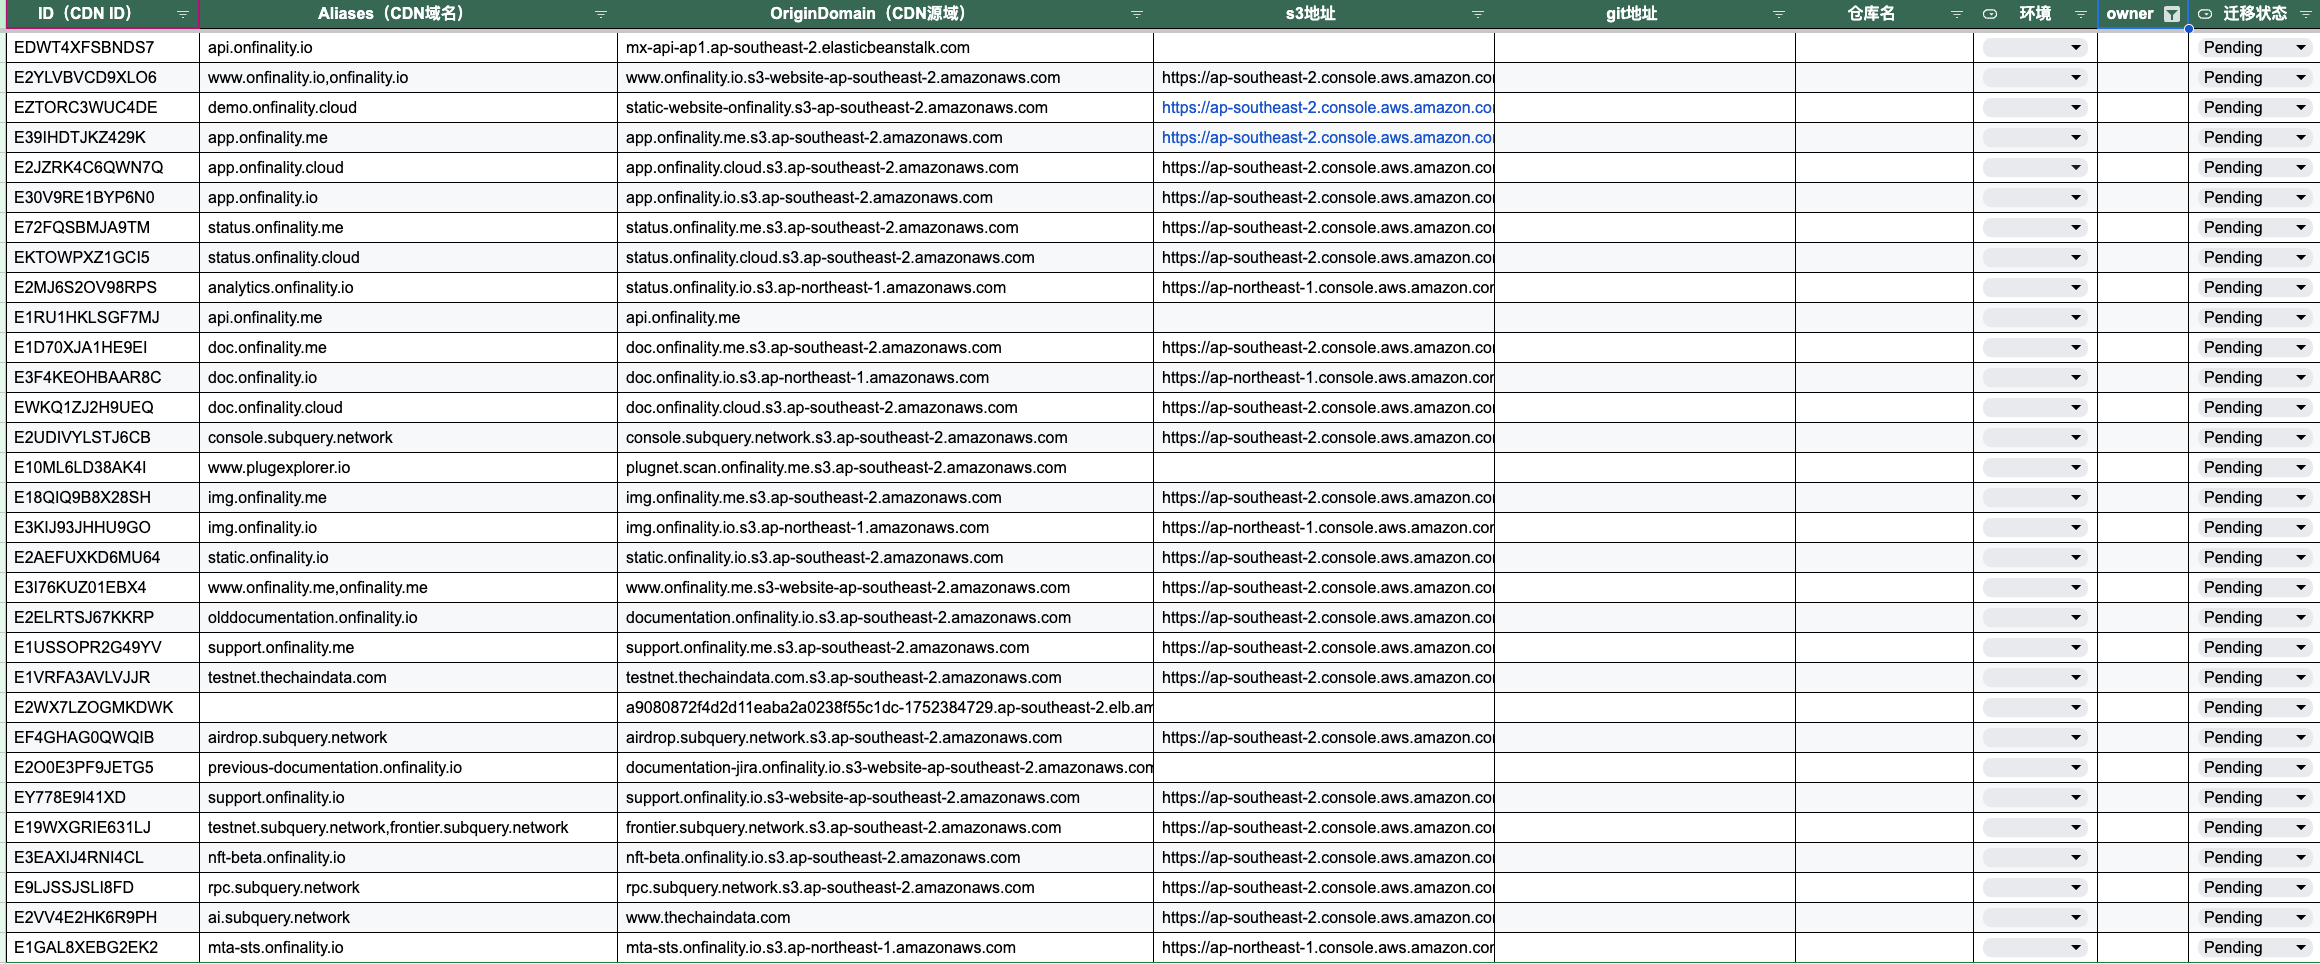 ID（CDN ID） Aliases（CDN域名） OriginDomain（CDN源域） s3地址 git地址 仓库名 环境 owner 迁移状态
EDWT4XFSBNDS7 api.onfinality.io mx-api-ap1.ap-southeast-2.elasticbeanstalk.com Pending
E2YLVBVCD9XLO6 www.onfinality.io,onfinality.io www.onfinality.io.s3-website-ap-southeast-2.amazonaws.com https://ap-southeast-2.console.aws.amazon.co Pending
EZTORC3WUC4DE demo.onfinality.cloud static-website-onfinality.s3-ap-southeast-2.amazonaws.com https://ap-southeast-2.console.aws.amazon.co Pending
E39IHDTJKZ429K app.onfinality.me app.onfinality.me.s3.ap-southeast-2.amazonaws.com https://ap-southeast-2.console.aws.amazon.co Pending
E2JZRK4C6QWN7Q app.onfinality.cloud app.onfinality.cloud.s3.ap-southeast-2.amazonaws.com https://ap-southeast-2.console.aws.amazon.co Pending
E30V9RE1BYP6N0 app.onfinality.io app.onfinality.io.s3.ap-southeast-2.amazonaws.com https://ap-southeast-2.console.aws.amazon.co Pending
E72FQSBMJA9TM status.onfinality.me status.onfinality.me.s3.ap-southeast-2.amazonaws.com https://ap-southeast-2.console.aws.amazon.co Pending
EKTOWPXZ1GCI5 status.onfinality.cloud status.onfinality.cloud.s3.ap-southeast-2.amazonaws.com https://ap-southeast-2.console.aws.amazon.co Pending
E2MJ6S2OV98RPS analytics.onfinality.io status.onfinality.io.s3.ap-northeast-1.amazonaws.com https://ap-northeast-1.console.aws.amazon.cor Pending
E1RU1HKLSGF7MJ api.onfinality.me api.onfinality.me Pending
E1D70XJA1HE9EI doc.onfinality.me doc.onfinality.me.s3.ap-southeast-2.amazonaws.com https://ap-southeast-2.console.aws.amazon.co Pending
E3F4KEOHBAAR8C doc.onfinality.io doc.onfinality.io.s3.ap-northeast-1.amazonaws.com https://ap-northeast-1.console.aws.amazon.cor Pending
EWKQ1ZJ2H9UEQ doc.onfinality.cloud doc.onfinality.cloud.s3.ap-southeast-2.amazonaws.com https://ap-southeast-2.console.aws.amazon.co Pending
E2UDIVYLSTJ6CB console.subquery.network console.subquery.network.s3.ap-southeast-2.amazonaws.com https://ap-southeast-2.console.aws.amazon.co Pending
E10ML6LD38AK4I www.plugexplorer.io plugnet.scan.onfinality.me.s3.ap-southeast-2.amazonaws.com Pending
E18QIQ9B8X28SH img.onfinality.me img.onfinality.me.s3.ap-southeast-2.amazonaws.com https://ap-southeast-2.console.aws.amazon.co Pending
E3KIJ93JHHU9GO img.onfinality.io img.onfinality.io.s3.ap-northeast-1.amazonaws.com https://ap-northeast-1.console.aws.amazon.cor Pending
E2AEFUXKD6MU64 static.onfinality.io static.onfinality.io.s3.ap-southeast-2.amazonaws.com https://ap-southeast-2.console.aws.amazon.co Pending
E3I76KUZ01EBX4 www.onfinality.me,onfinality.me www.onfinality.me.s3-website-ap-southeast-2.amazonaws.com https://ap-southeast-2.console.aws.amazon.co Pending
E2ELRTSJ67KKRP olddocumentation.onfinality.io documentation.onfinality.io.s3.ap-southeast-2.amazonaws.com https://ap-southeast-2.console.aws.amazon.co Pending
E1USSOPR2G49YV support.onfinality.me support.onfinality.me.s3.ap-southeast-2.amazonaws.com https://ap-southeast-2.console.aws.amazon.co Pending
E1VRFA3AVLVJJR testnet.thechaindata.com testnet.thechaindata.com.s3.ap-southeast-2.amazonaws.com https://ap-southeast-2.console.aws.amazon.co Pending
E2WX7LZOGMKDWK a9080872f4d2d11eaba2a0238f55c1dc-1752384729.ap-southeast-2.elb.am Pending
EF4GHAG0QWQIB airdrop.subquery.network airdrop.subquery.network.s3.ap-southeast-2.amazonaws.com https://ap-southeast-2.console.aws.amazon.co Pending
E2O0E3PF9JETG5 previous-documentation.onfinality.io documentation-jira.onfinality.io.s3-website-ap-southeast-2.amazonaws.com Pending
EY778E9I41XD support.onfinality.io support.onfinality.io.s3-website-ap-southeast-2.amazonaws.com https://ap-southeast-2.console.aws.amazon.co Pending
E19WXGRIE631LJ testnet.subquery.network,frontier.subquery.network frontier.subquery.network.s3.ap-southeast-2.amazonaws.com https://ap-southeast-2.console.aws.amazon.co Pending
E3EAXIJ4RNI4CL nft-beta.onfinality.io nft-beta.onfinality.io.s3.ap-southeast-2.amazonaws.com https://ap-southeast-2.console.aws.amazon.co Pending
E9LJSSJSLI8FD rpc.subquery.network rpc.subquery.network.s3.ap-southeast-2.amazonaws.com https://ap-southeast-2.console.aws.amazon.co Pending
E2VV4E2HK6R9PH ai.subquery.network www.thechaindata.com https://ap-southeast-2.console.aws.amazon.co Pending
E1GAL8XEBG2EK2 mta-sts.onfinality.io mta-sts.onfinality.io.s3.ap-northeast-1.amazonaws.com https://ap-northeast-1.console.aws.amazon.cor Pending